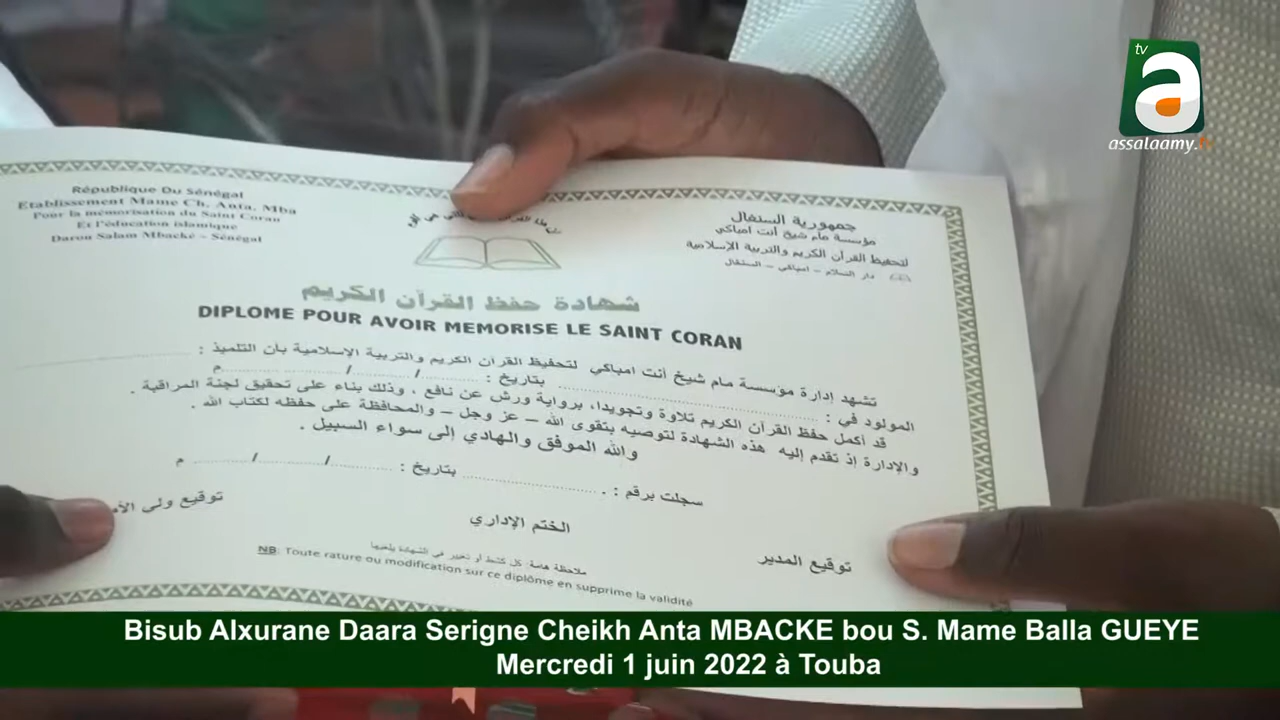 tv
a
assalaamy.tv
République Du Sénégal
Etablissement Mame Ch. Anta. Mba
Pour la mémorisation du Saint Coran
Et l'éducation islamique
Darou Salam Mbacké – Sénégal
جمهورية السنغال
مؤسسة مام شيخ أنت امباكي
لتحفيظ القرآن الكريم والتربية الإسلامية
دار السلام – امباكي – السنغال
شهادة حفظ القرآن الكريم
DIPLOME POUR AVOIR MEMORISE LE SAINT CORAN
تشهد إدارة مؤسسة مام شيخ أنت امباكي لتحفيظ القرآن الكريم والتربية الإسلامية بأن التلميذ :
المولود في : بتاريخ : / / م
قد أكمل حفظ القرآن الكريم تلاوة وتجويدا، برواية ورش عن نافع ، وذلك بناء على تحقيق لجنة المراقبة .
والإدارة إذ تقدم إليه هذه الشهادة لتوصيه بتقوى الله – عز وجل – والمحافظة على حفظه لكتاب الله .
والله الموفق والهادي إلى سواء السبيل .
سجلت برقم : . بتاريخ : / / م
توقيع المدير الختم الإداري توقيع ولي
ملاحظة هامة: كل كشط أو تغيير في الشهادة يلغيها
NB: Toute rature ou modification sur ce diplôme en supprime la validité
Bisub Alxurane Daara Serigne Cheikh Anta MBACKE bou S. Mame Balla GUEYE
Mercredi 1 juin 2022 à Touba